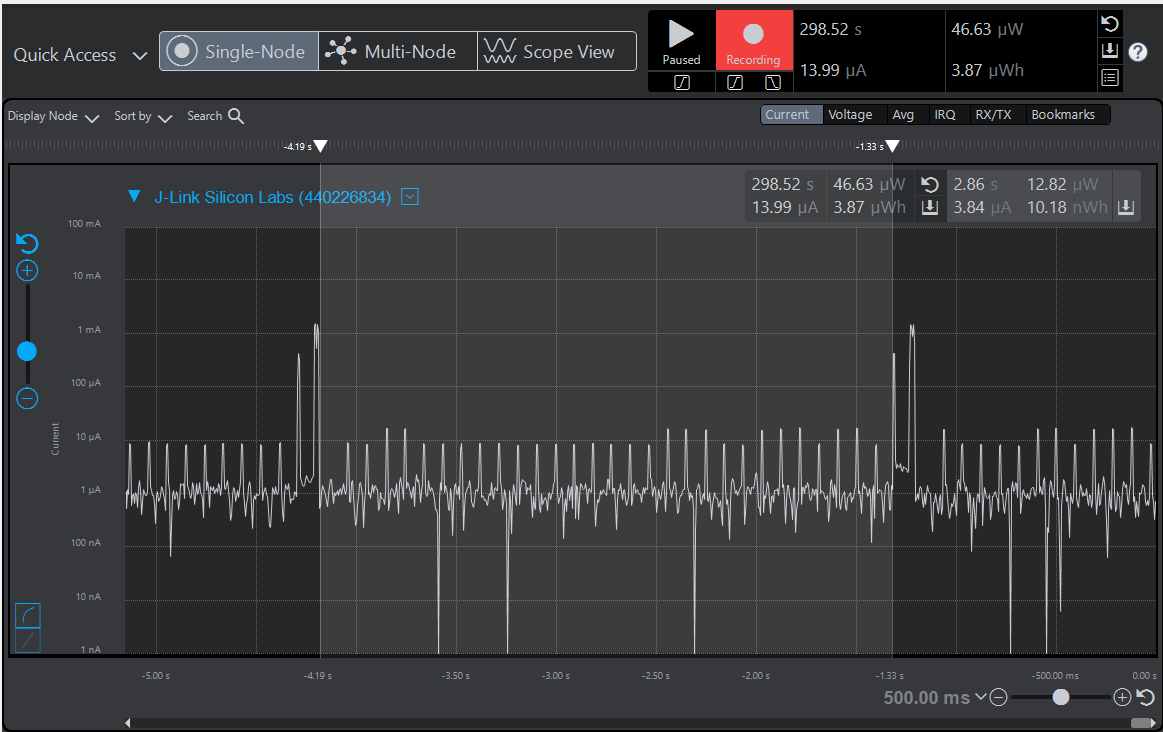 Quick Access
Single-Node
Multi-Node
Scope View
Paused
Recording
298.52 s
46.63 µW
13.99 µA
3.87 µWh
Display Node
Sort by
Search
Current
Voltage
Avg
IRQ
RX/TX
Bookmarks
-4.19 s
-1.33 s
J-Link Silicon Labs (440226834)
298.52 s 46.63 µW
13.99 µA 3.87 µWh
2.86 s 12.82 µW
3.84 µA 10.18 nWh
100 mA
10 mA
1 mA
100 µA
10 µA
1 µA
100 nA
10 nA
1 nA
Current
-5.00 s
-4.19 s
-3.50 s
-3.00 s
-2.50 s
-2.00 s
-1.33 s
-500.00 ms
0.00 s
500.00 ms